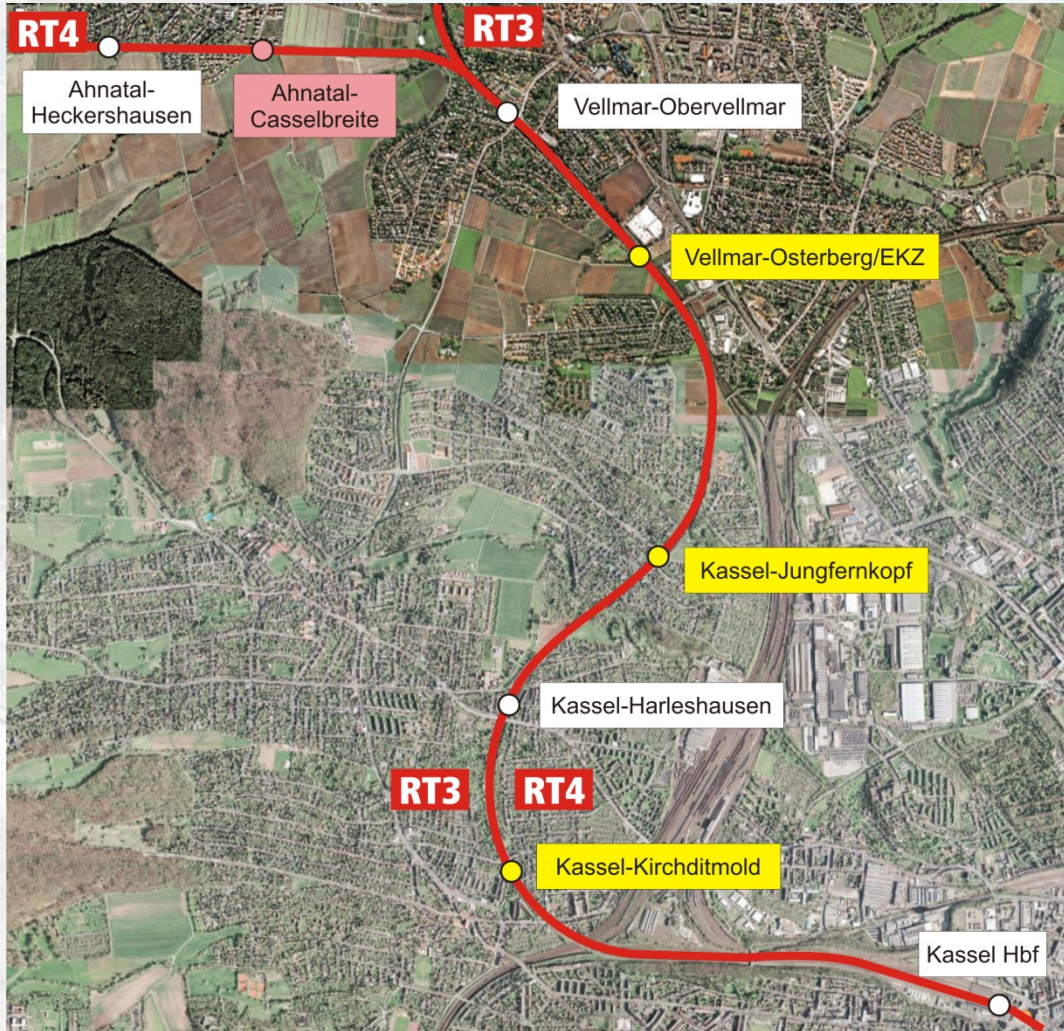 RT4
RT3
Ahnatal-
Heckershausen
Ahnatal-
Casselbreite
Vellmar-Obervellmar
Vellmar-Osterberg/EKZ
Kassel-Jungfernkopf
Kassel-Harleshausen
RT3
RT4
Kassel-Kirchditmold
Kassel Hbf